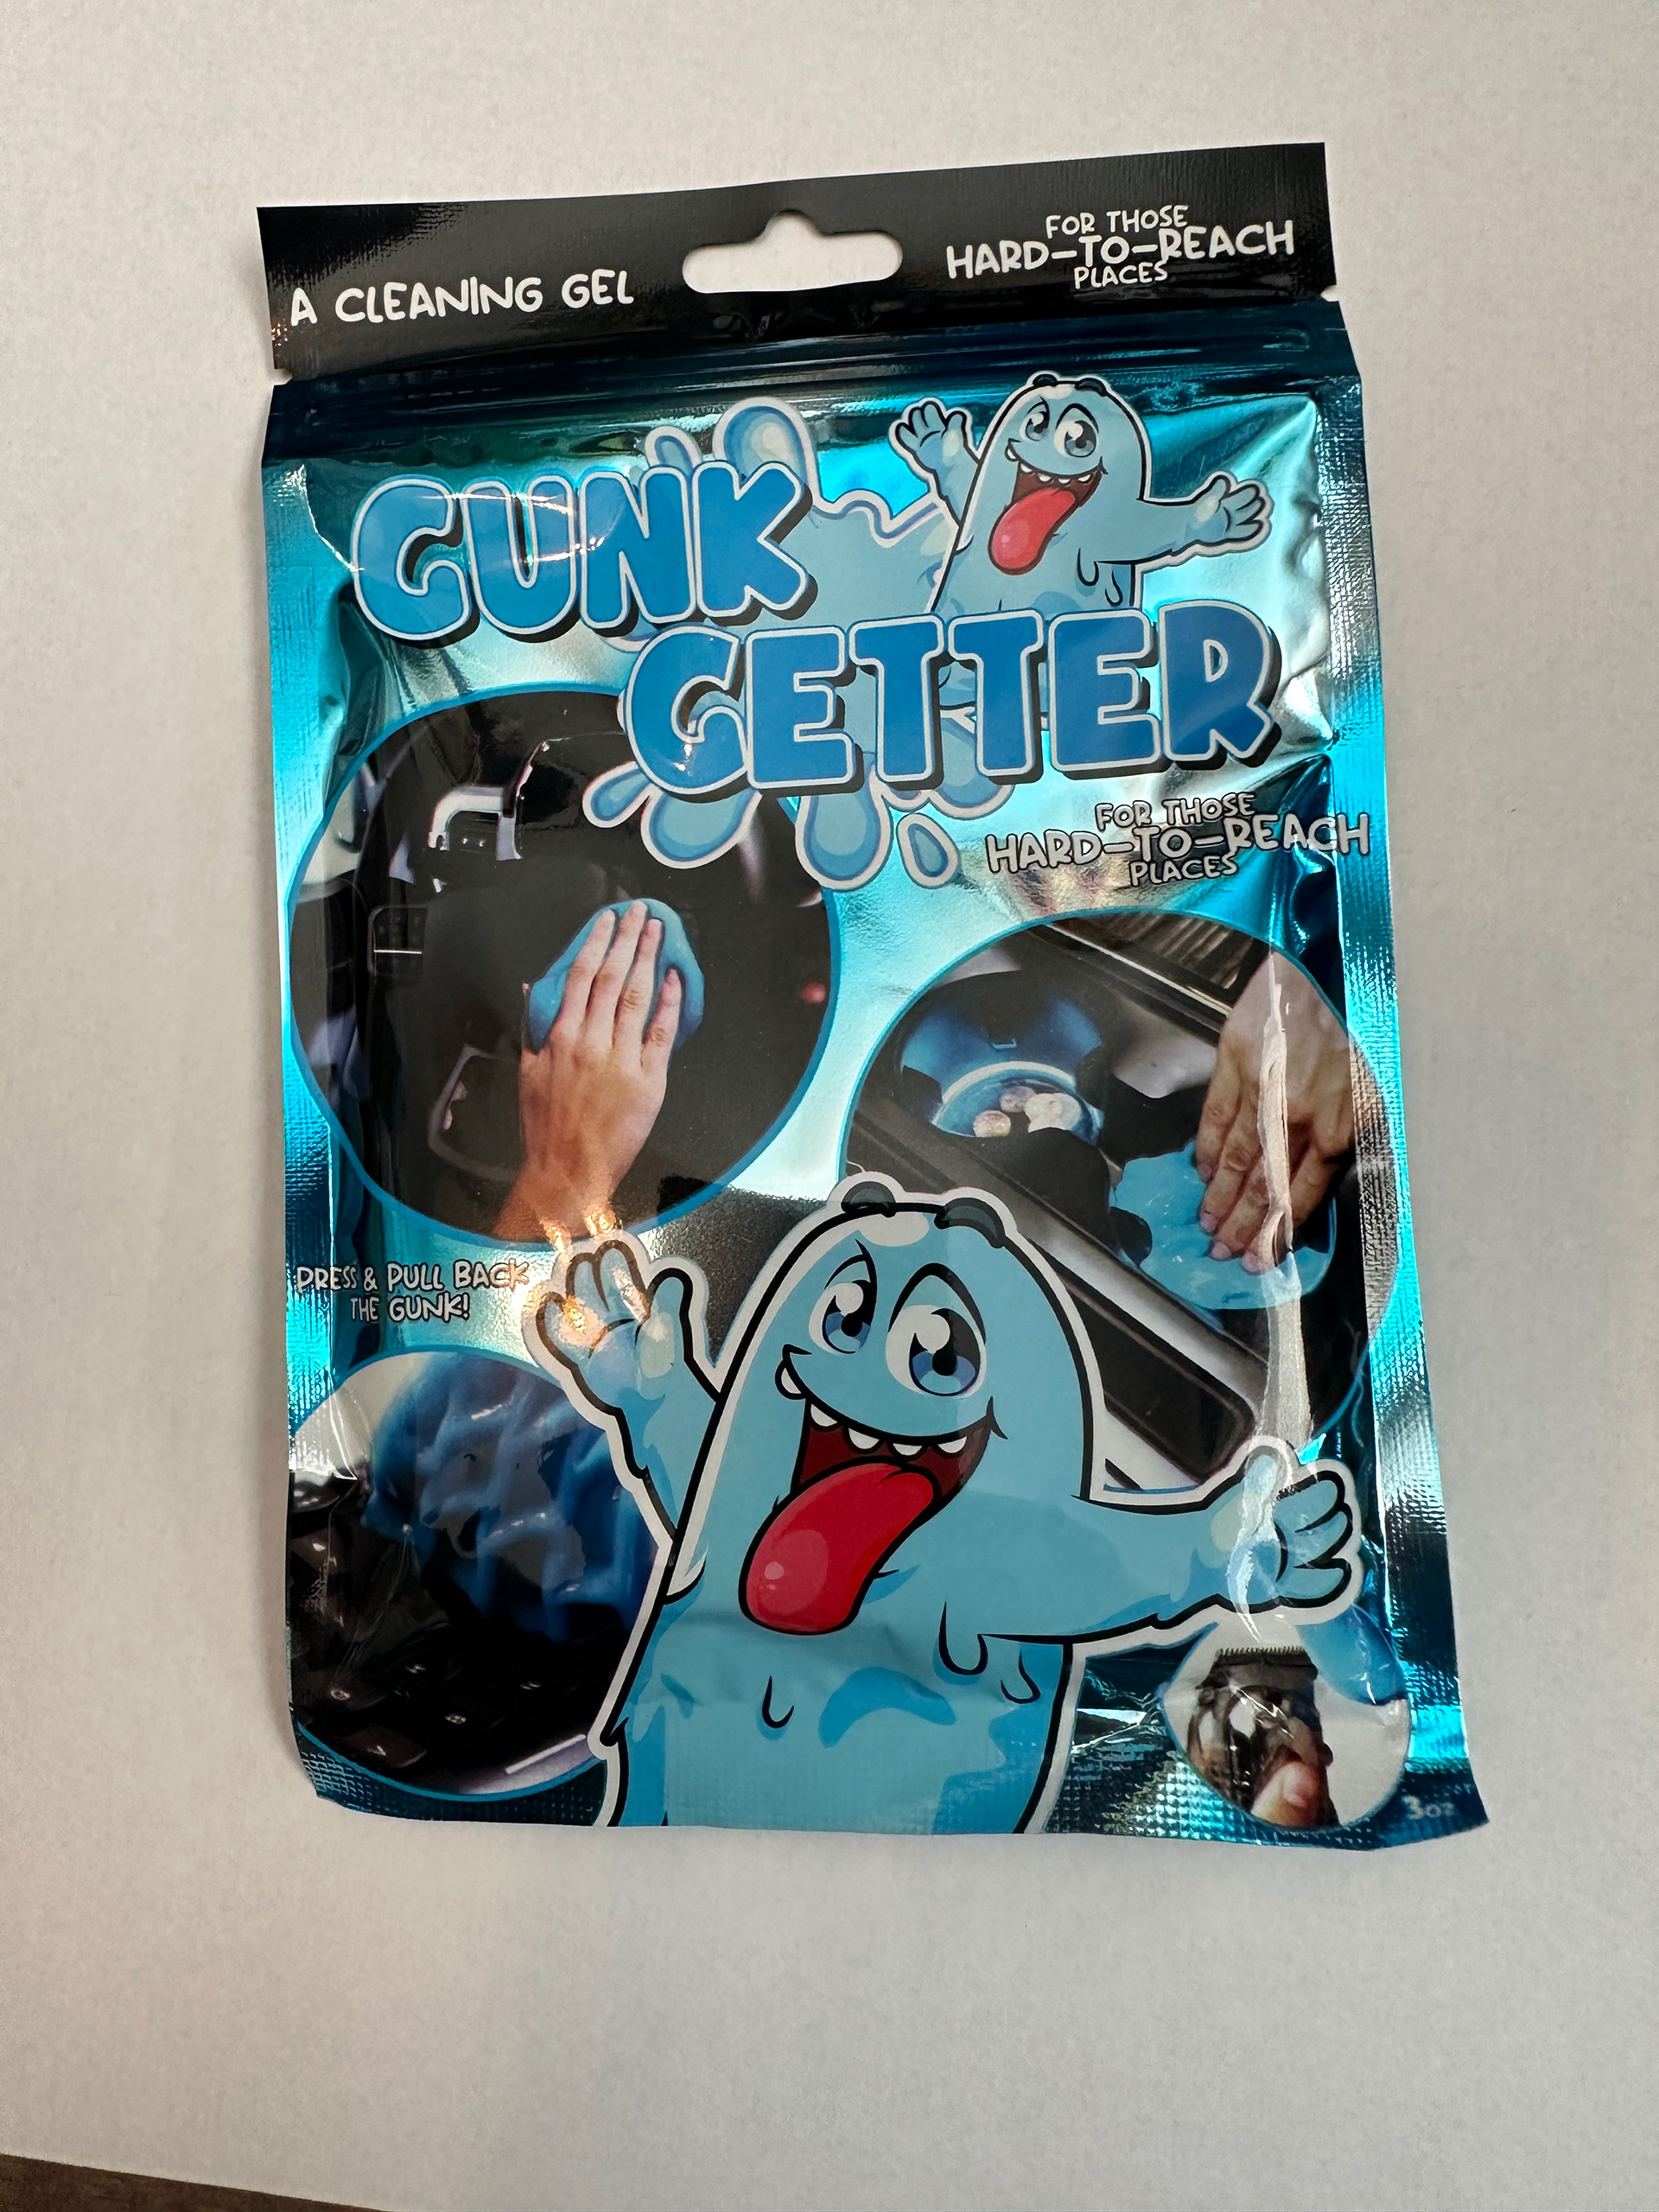 A CLEANING GEL
FOR THOSE
HARD-TO-REACH
PLACES
GUNK
GETTER
FOR THOSE
HARD-TO-REACH
PLACES
PRESS & PULL BACK
THE GUNK!
3oz